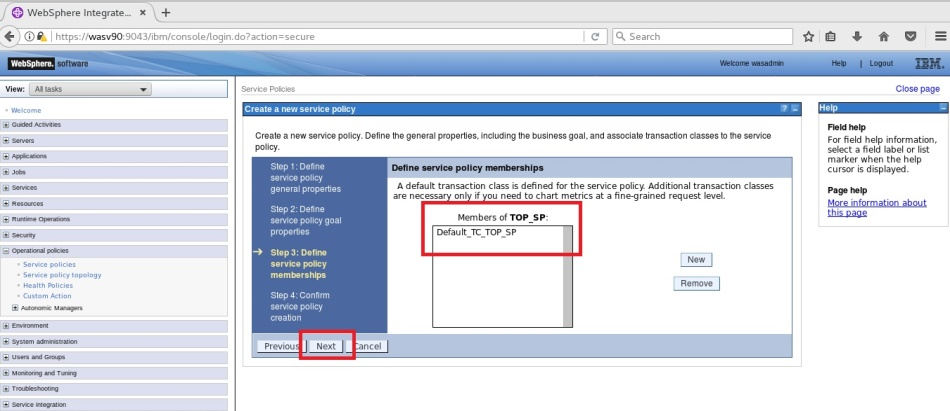 WebSphere Integrate...
https://wasv90:9043/ibm/console/login.do?action=secure
Search
WebSphere. software
Welcome wasadmin
Help
Logout
IBM.
View:
All tasks
Welcome
Guided Activities
Servers
Applications
Jobs
Services
Resources
Runtime Operations
Security
Operational policies
Service policies
Service policy topology
Health Policies
Custom Action
Autonomic Managers
Environment
System administration
Users and Groups
Monitoring and Tuning
Troubleshooting
Service integration
Service Policies
Close page
Create a new service policy
?
Create a new service policy. Define the general properties, including the business goal, and associate transaction classes to the service
policy.
Step 1: Define
service policy
general properties
Step 2: Define
service policy goal
properties
Step 3: Define
service policy
memberships
Step 4: Confirm
service policy
creation
Define service policy memberships
A default transaction class is defined for the service policy. Additional transaction classes
are necessary only if you need to chart metrics at a fine-grained request level.
Members of TOP_SP:
Default_TC_TOP_SP
New
Remove
Previous
Next
Cancel
Help
Field help
For field help information,
select a field label or list
marker when the help
cursor is displayed.
Page help
More information about
this page